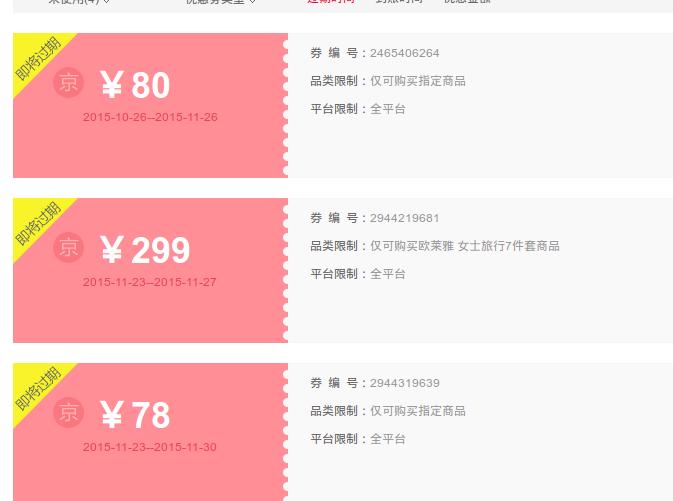 即将过期
京
￥80
2015-10-26--2015-11-26
券 编 号：2465406264
品类限制：仅可购买指定商品
平台限制：全平台
即将过期
京
￥299
2015-11-23--2015-11-27
券 编 号：2944219681
品类限制：仅可购买欧莱雅 女士旅行7件套商品
平台限制：全平台
即将过期
京
￥78
2015-11-23--2015-11-30
券 编 号：2944319639
品类限制：仅可购买指定商品
平台限制：全平台